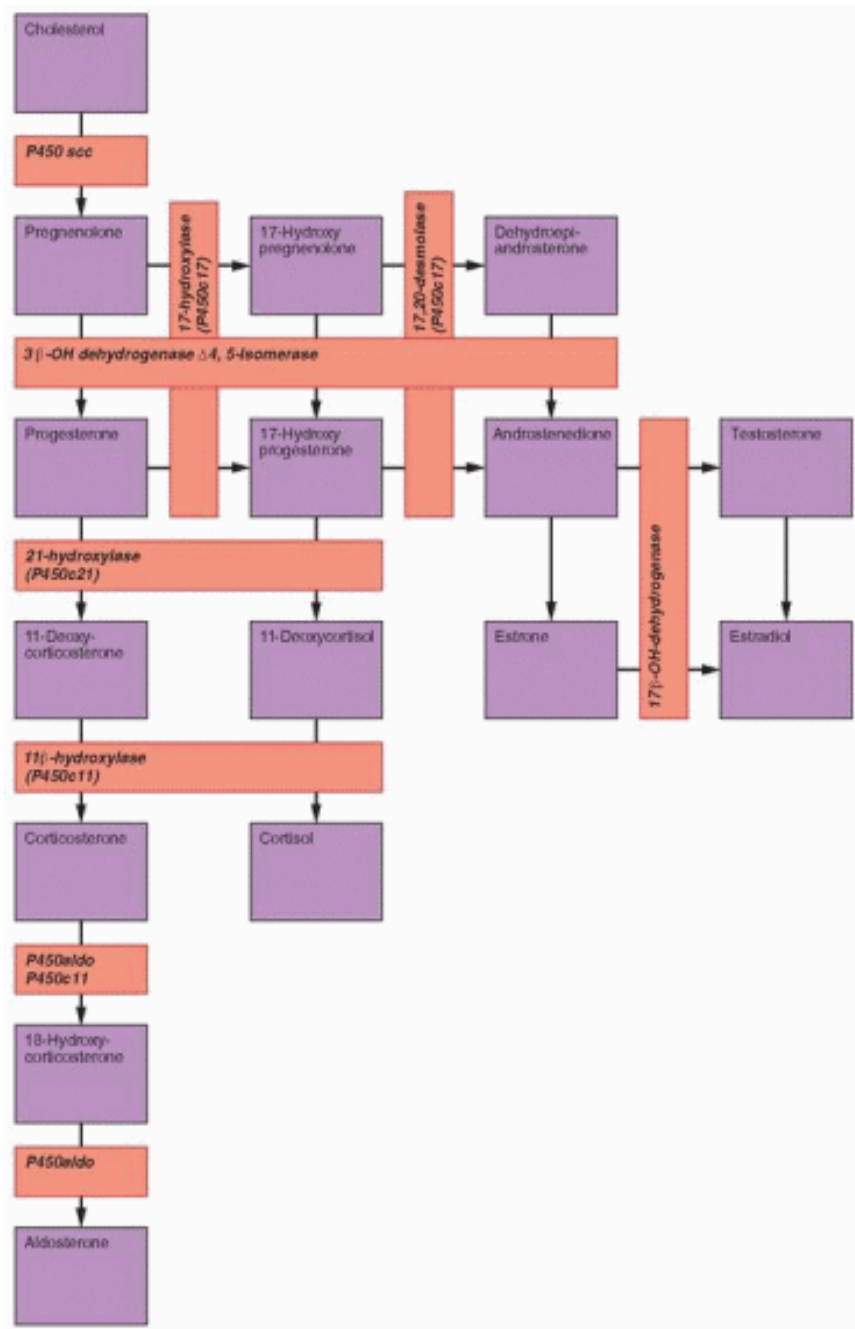 Cholesterol
P450 scc
Pregnenolone
17-hydroxylase
(P450c17)
17-Hydroxy
pregnenolone
17,20-desmolase
(P450c17)
Dehydroepi-
androsterone
3β-OH dehydrogenase Δ4, 5-Isomerase
Progesterone
17-Hydroxy
progesterone
Androstenedione
Testosterone
21-hydroxylase
(P450c21)
17β-OH-dehydrogenase
11-Deoxy-
corticosterone
11-Deoxycortisol
Estrone
Estradiol
11β-hydroxylase
(P450c11)
Corticosterone
Cortisol
P450aldo
P450c11
18-Hydroxy-
corticosterone
P450aldo
Aldosterone